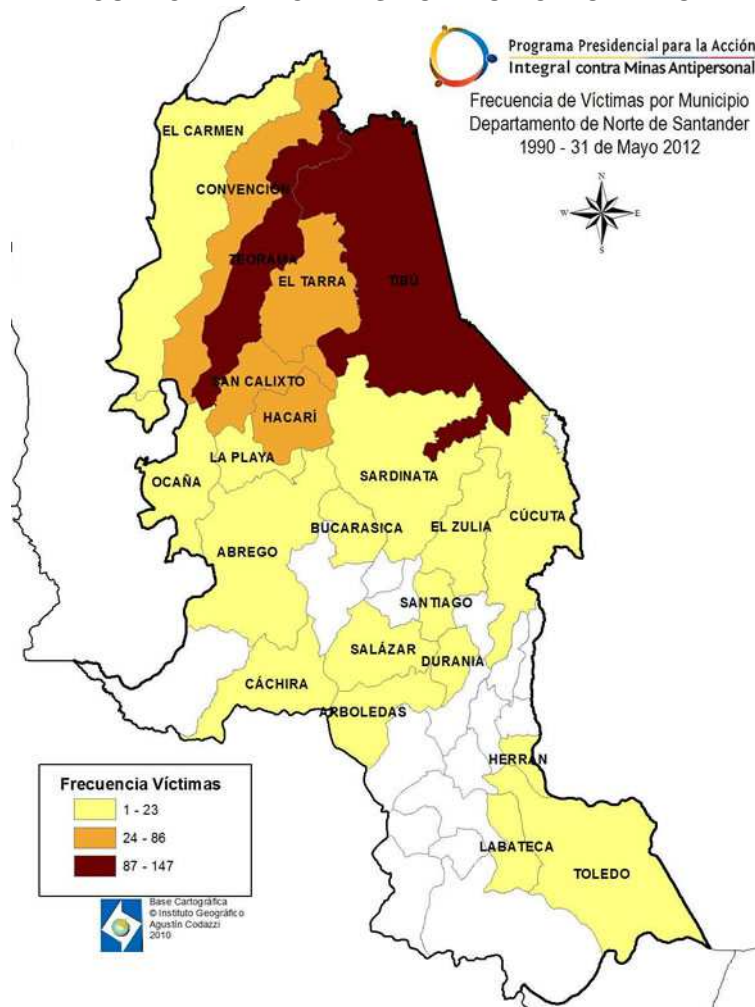 Programa Presidencial para la Acción
Integral contra Minas Antipersonal
Frecuencia de Víctimas por Municipio
Departamento de Norte de Santander
1990 - 31 de Mayo 2012
N
W
E
S
EL CARMEN
CONVENCIÓN
TEORAMA
EL TARRA
TIBÚ
SAN CALIXTO
HACARÍ
LA PLAYA
OCAÑA
SARDINATA
CÚCUTA
BUCARASICA
EL ZULIA
ABREGO
SANTIAGO
SALÁZAR
DURANIA
CÁCHIRA
ARBOLEDAS
HERRÁN
LABATECA
TOLEDO
Frecuencia Víctimas
1 - 23
24 - 86
87 - 147
Base Cartográfica
© Instituto Geográfico
Agustín Codazzi
2010